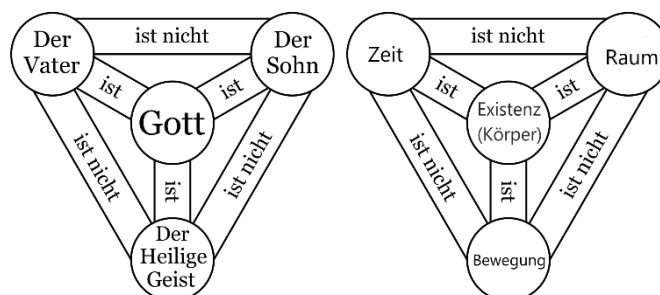 Der
Vater
ist nicht
Der
Sohn
ist
ist
Gott
ist nicht
ist
ist nicht
Der
Heilige
Geist
Zeit
ist nicht
Raum
ist
ist
Existenz
(Körper)
ist nicht
ist
ist nicht
Bewegung